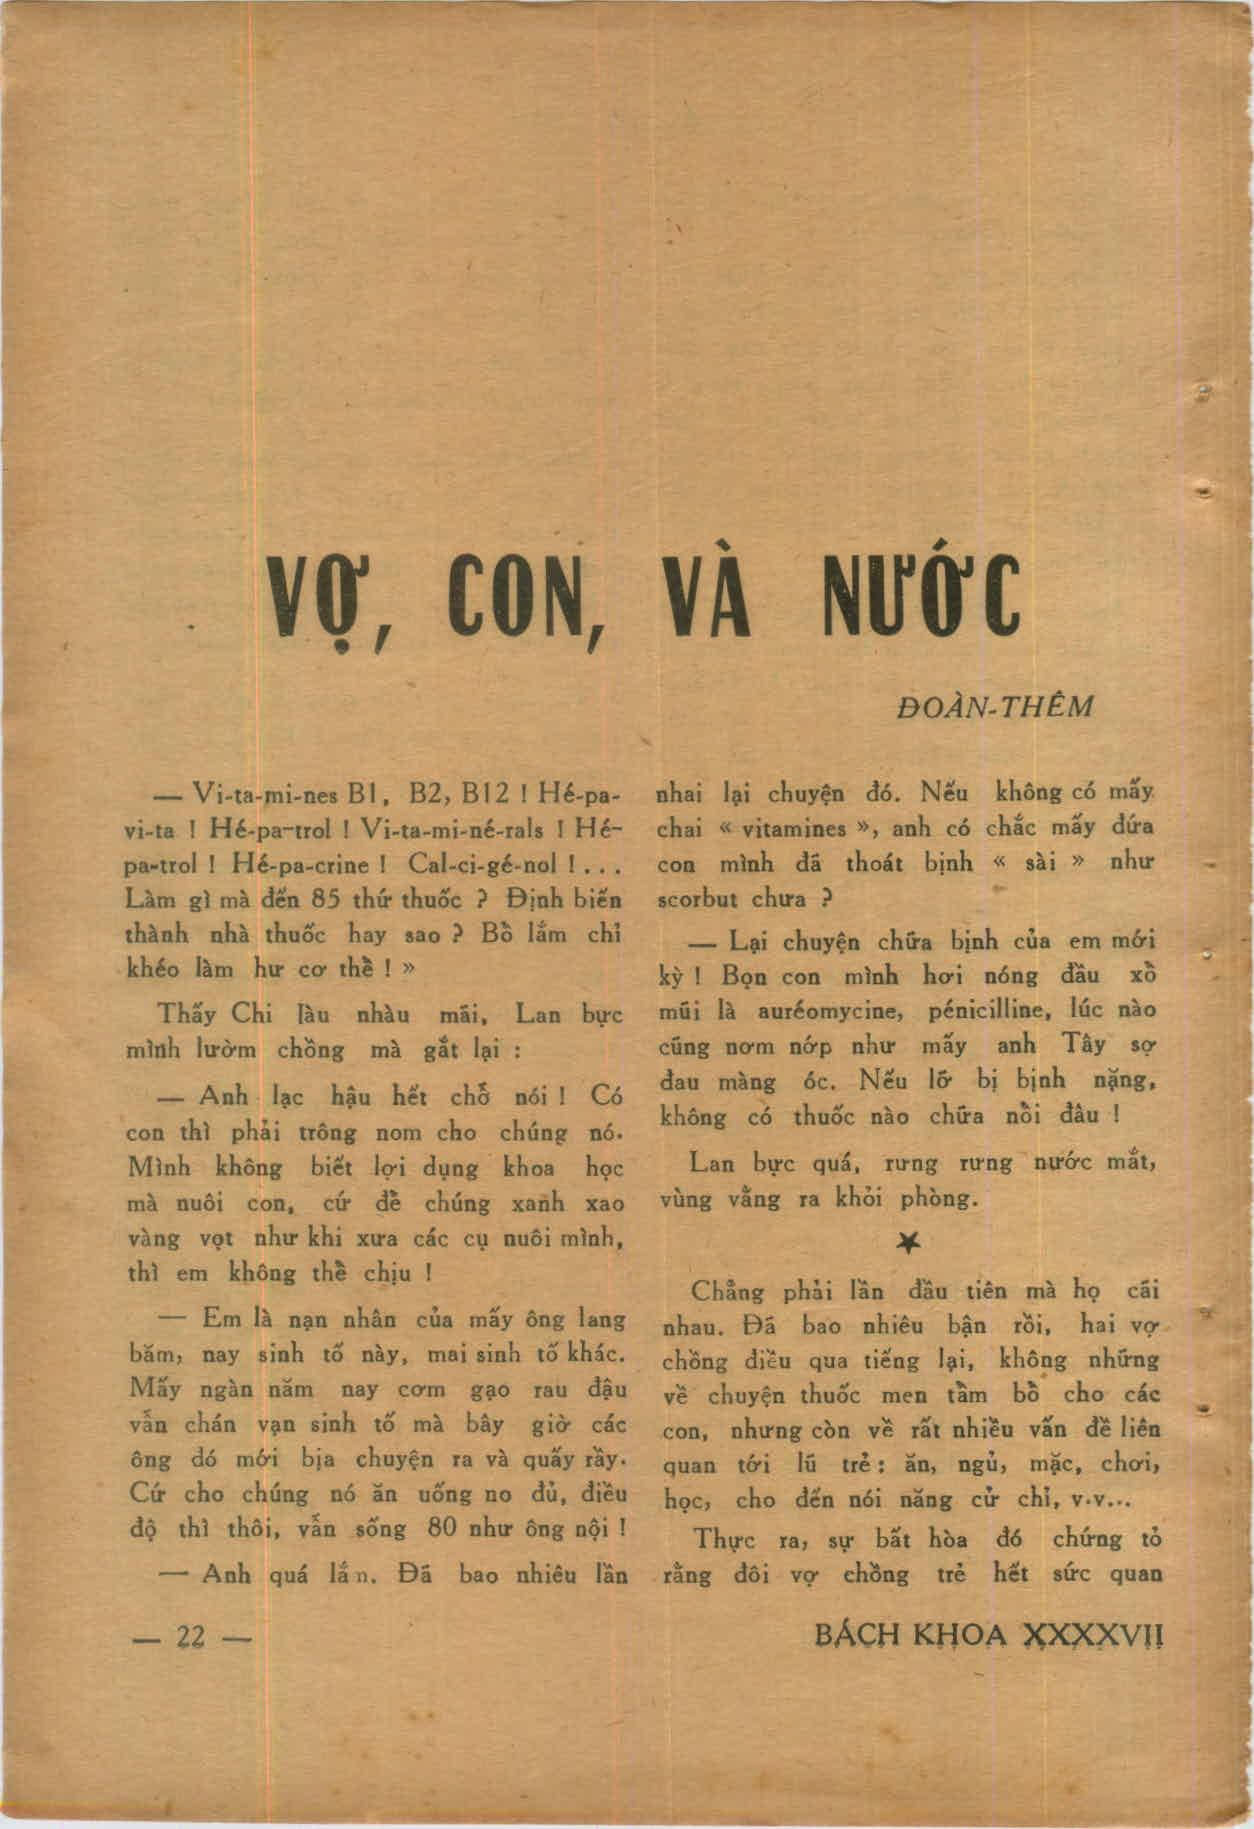 VỢ, CON, VÀ NƯỚC
ĐOÀN-THÊM
— Vi-ta-mi-nes B1, B2, B12 ! Hé-pa-
vi-ta ! Hé-pa-trol ! Vi-ta-mi-né-rals ! Hé-
pa-trol ! Hé-pa-crine ! Cal-ci-gé-nol ! . . .
Làm gì mà đến 85 thứ thuốc ? Định biến
thành nhà thuốc hay sao ? Bồ lắm chỉ
khéo làm hư cơ thể ! »
Thấy Chi làu nhàu mãi, Lan bực
mình lườm chồng mà gắt lại :
— Anh lạc hậu hết chỗ nói ! Có
con thì phải trông nom cho chúng nó.
Mình không biết lợi dụng khoa học
mà nuôi con, cứ để chúng xanh xao
vàng vọt như khi xưa các cụ nuôi mình,
thì em không thể chịu !
— Em là nạn nhân của mấy ông lang
băm, nay sinh tố này, mai sinh tố khác.
Mấy ngàn năm nay cơm gạo rau đậu
vẫn chán vạn sinh tố mà bây giờ các
ông đó mới bịa chuyện ra và quấy rầy.
Cứ cho chúng nó ăn uống no đủ, điều
độ thì thôi, vẫn sống 80 như ông nội !
— Anh quá lắn. Đã bao nhiêu lần
nhai lại chuyện đó. Nếu không có mấy
chai « vitamines », anh có chắc mấy đứa
con mình đã thoát bịnh « sài » như
scorbut chưa ?
— Lại chuyện chữa bịnh của em mới
kỳ ! Bọn con mình hơi nóng đầu xổ
mũi là auréomycine, pénicilline, lúc nào
cũng nơm nớp như mấy anh Tây sợ
đau màng óc. Nếu lỡ bị bịnh nặng,
không có thuốc nào chữa nổi đâu !
Lan bực quá, rưng rưng nước mắt,
vùng vằng ra khỏi phòng.
★
Chẳng phải lần đầu tiên mà họ cãi
nhau. Đã bao nhiêu bận rồi, hai vợ
chồng điều qua tiếng lại, không những
về chuyện thuốc men tẩm bổ cho các
con, nhưng còn về rất nhiều vấn đề liên
quan tới lũ trẻ : ăn, ngủ, mặc, chơi,
học, cho đến nói năng cử chỉ, v.v...
Thực ra, sự bất hòa đó chứng tỏ
rằng đôi vợ chồng trẻ hết sức quan
— 22 —
BÁCH KHOA XXXXVII